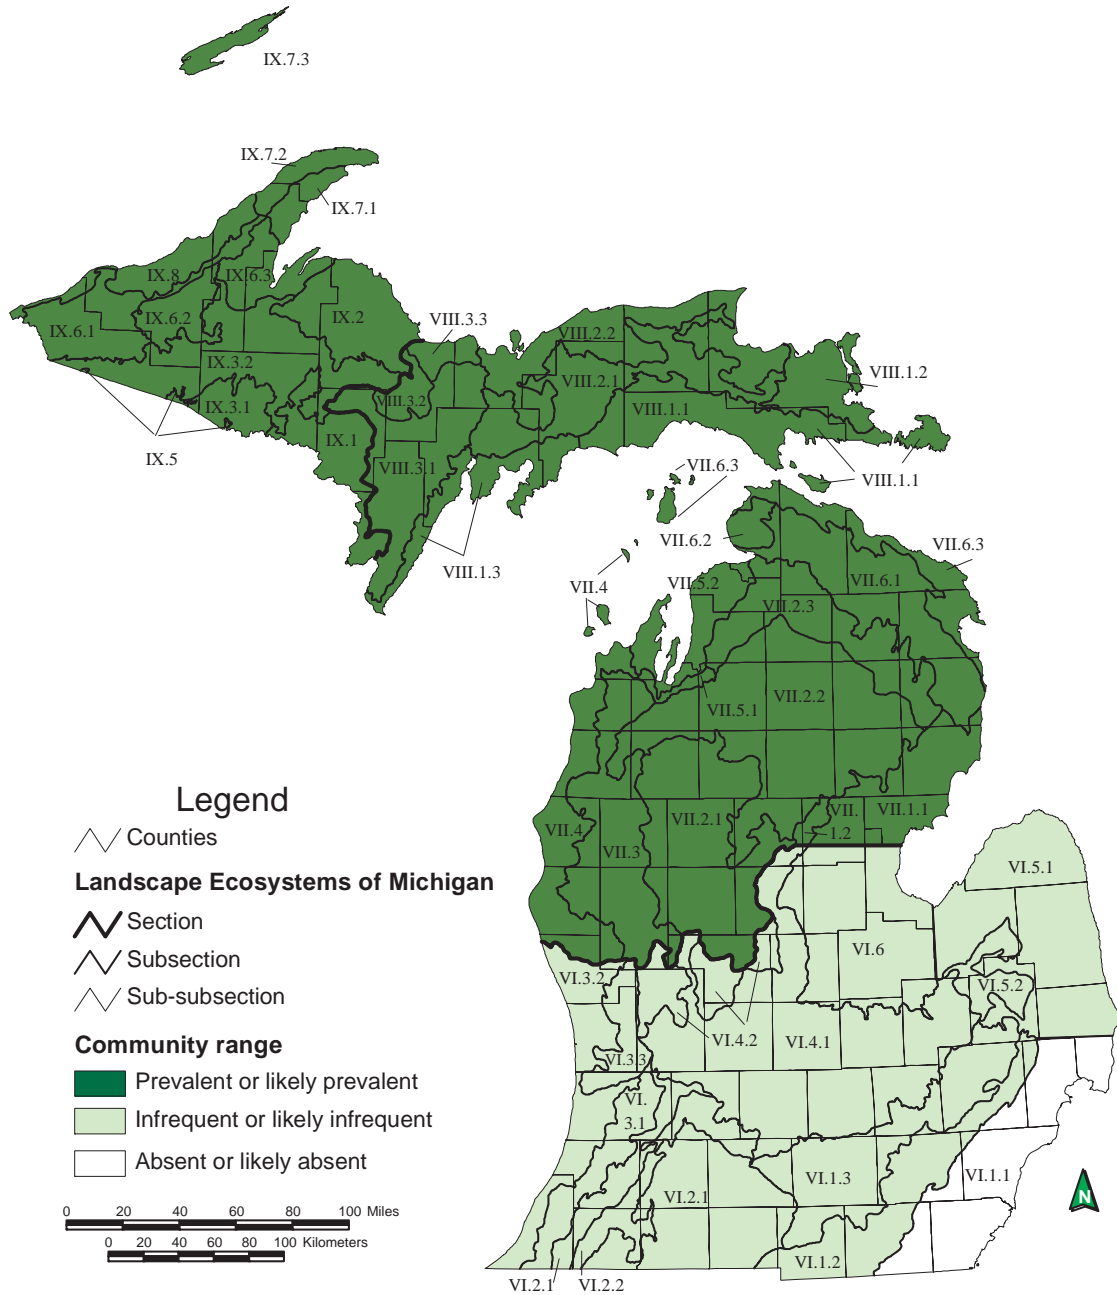 IX.7.3
IX.7.2
IX.7.1
IX.8
IX.6.3
IX.6.1
IX.6.2
IX.2
VIII.3.3
VIII.2.2
IX.3.2
VIII.2.1
VIII.1.2
IX.3.1
VIII.3.2
VIII.1.1
IX.1
IX.5
VIII.3.1
VII.6.3
VIII.1.1
VII.6.2
VII.6.3
VIII.1.3
VII.4
VII.5.2
VII.6.1
VII.2.3
VII.5.1
VII.2.2
VII.4
VII.3
VII.2.1
VII.
1.2
VII.1.1
VI.5.1
VI.6
VI.3.2
VI.5.2
VI.4.2
VI.4.1
VI.3.3
VI.
3.1
VI.1.3
VI.1.1
VI.2.1
VI.1.2
VI.2.1
VI.2.2
Legend
Counties
Landscape Ecosystems of Michigan
Section
Subsection
Sub-subsection
Community range
Prevalent or likely prevalent
Infrequent or likely infrequent
Absent or likely absent
0 20 40 60 80 100 Miles
0 20 40 60 80 100 Kilometers
N